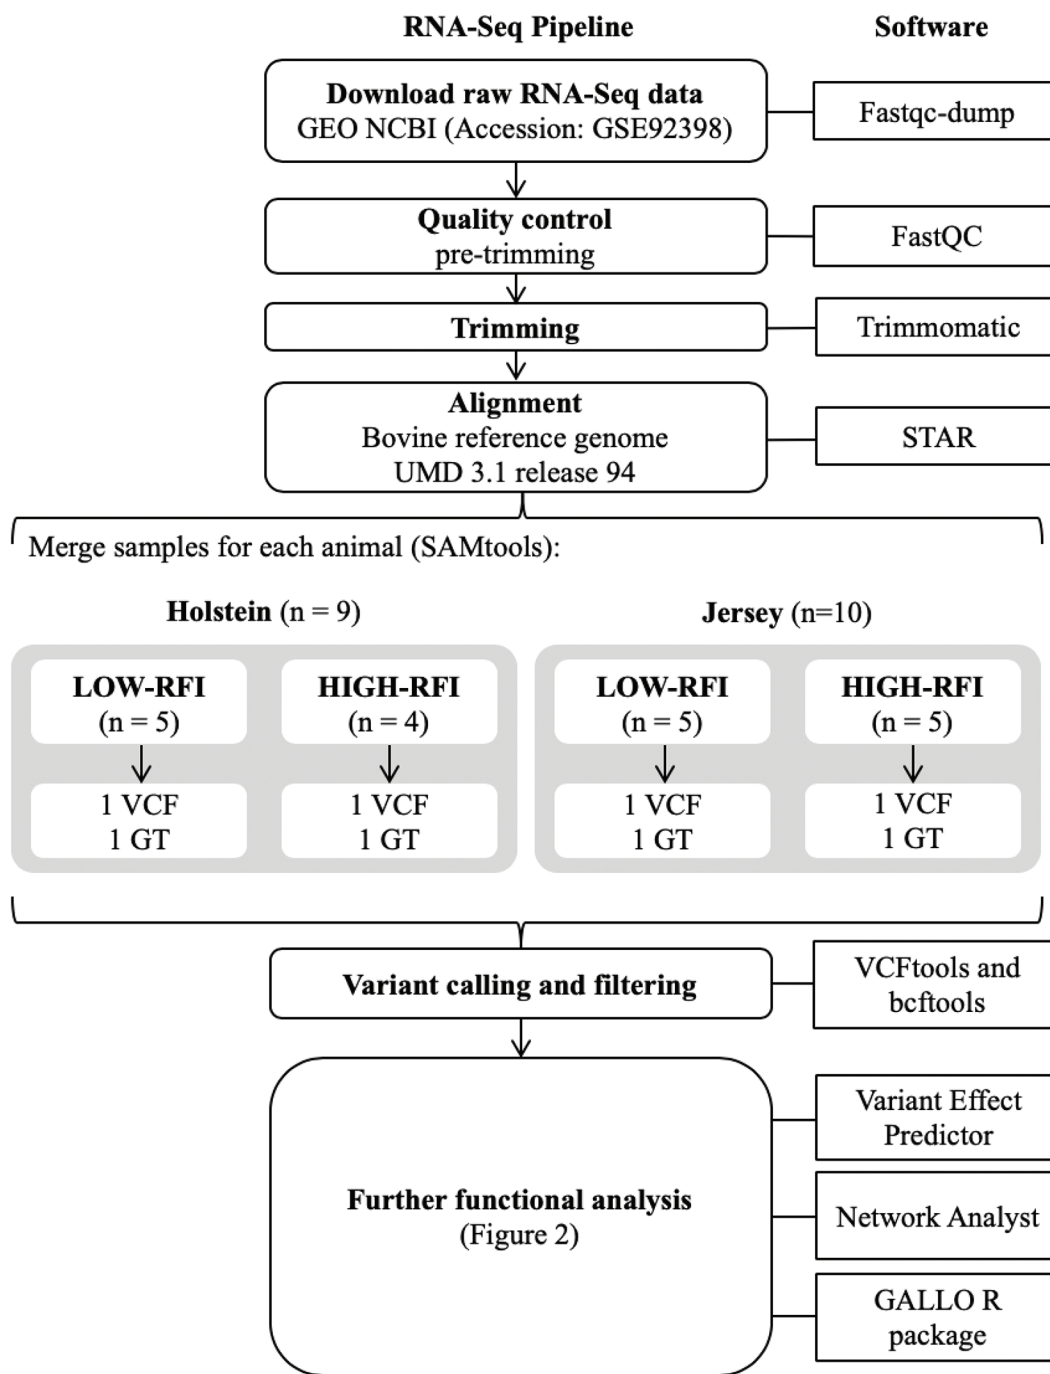 RNA-Seq Pipeline
Software
Download raw RNA-Seq data
GEO NCBI (Accession: GSE92398)
Fastqc-dump
Quality control
pre-trimming
FastQC
Trimming
Trimmomatic
Alignment
Bovine reference genome
UMD 3.1 release 94
STAR
Merge samples for each animal (SAMtools):
Holstein (n = 9)
Jersey (n=10)
LOW-RFI
(n = 5)
HIGH-RFI
(n = 4)
LOW-RFI
(n = 5)
HIGH-RFI
(n = 5)
1 VCF
1 GT
1 VCF
1 GT
1 VCF
1 GT
1 VCF
1 GT
Variant calling and filtering
VCFtools and
bcftools
Further functional analysis
(Figure 2)
Variant Effect
Predictor
Network Analyst
GALLO R
package